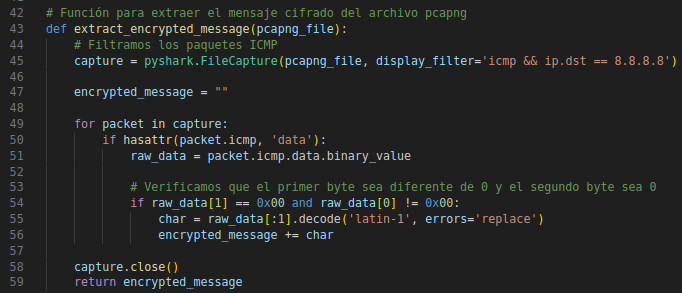 42 # Función para extraer el mensaje cifrado del archivo pcapng
43 def extract_encrypted_message(pcapng_file):
44     # Filtramos los paquetes ICMP
45     capture = pyshark.FileCapture(pcapng_file, display_filter='icmp && ip.dst == 8.8.8.8')
46
47     encrypted_message = ""
48
49     for packet in capture:
50         if hasattr(packet.icmp, 'data'):
51             raw_data = packet.icmp.data.binary_value
52
53             # Verificamos que el primer byte sea diferente de 0 y el segundo byte sea 0
54             if raw_data[1] == 0x00 and raw_data[0] != 0x00:
55                 char = raw_data[:1].decode('latin-1', errors='replace')
56                 encrypted_message += char
57
58     capture.close()
59     return encrypted_message